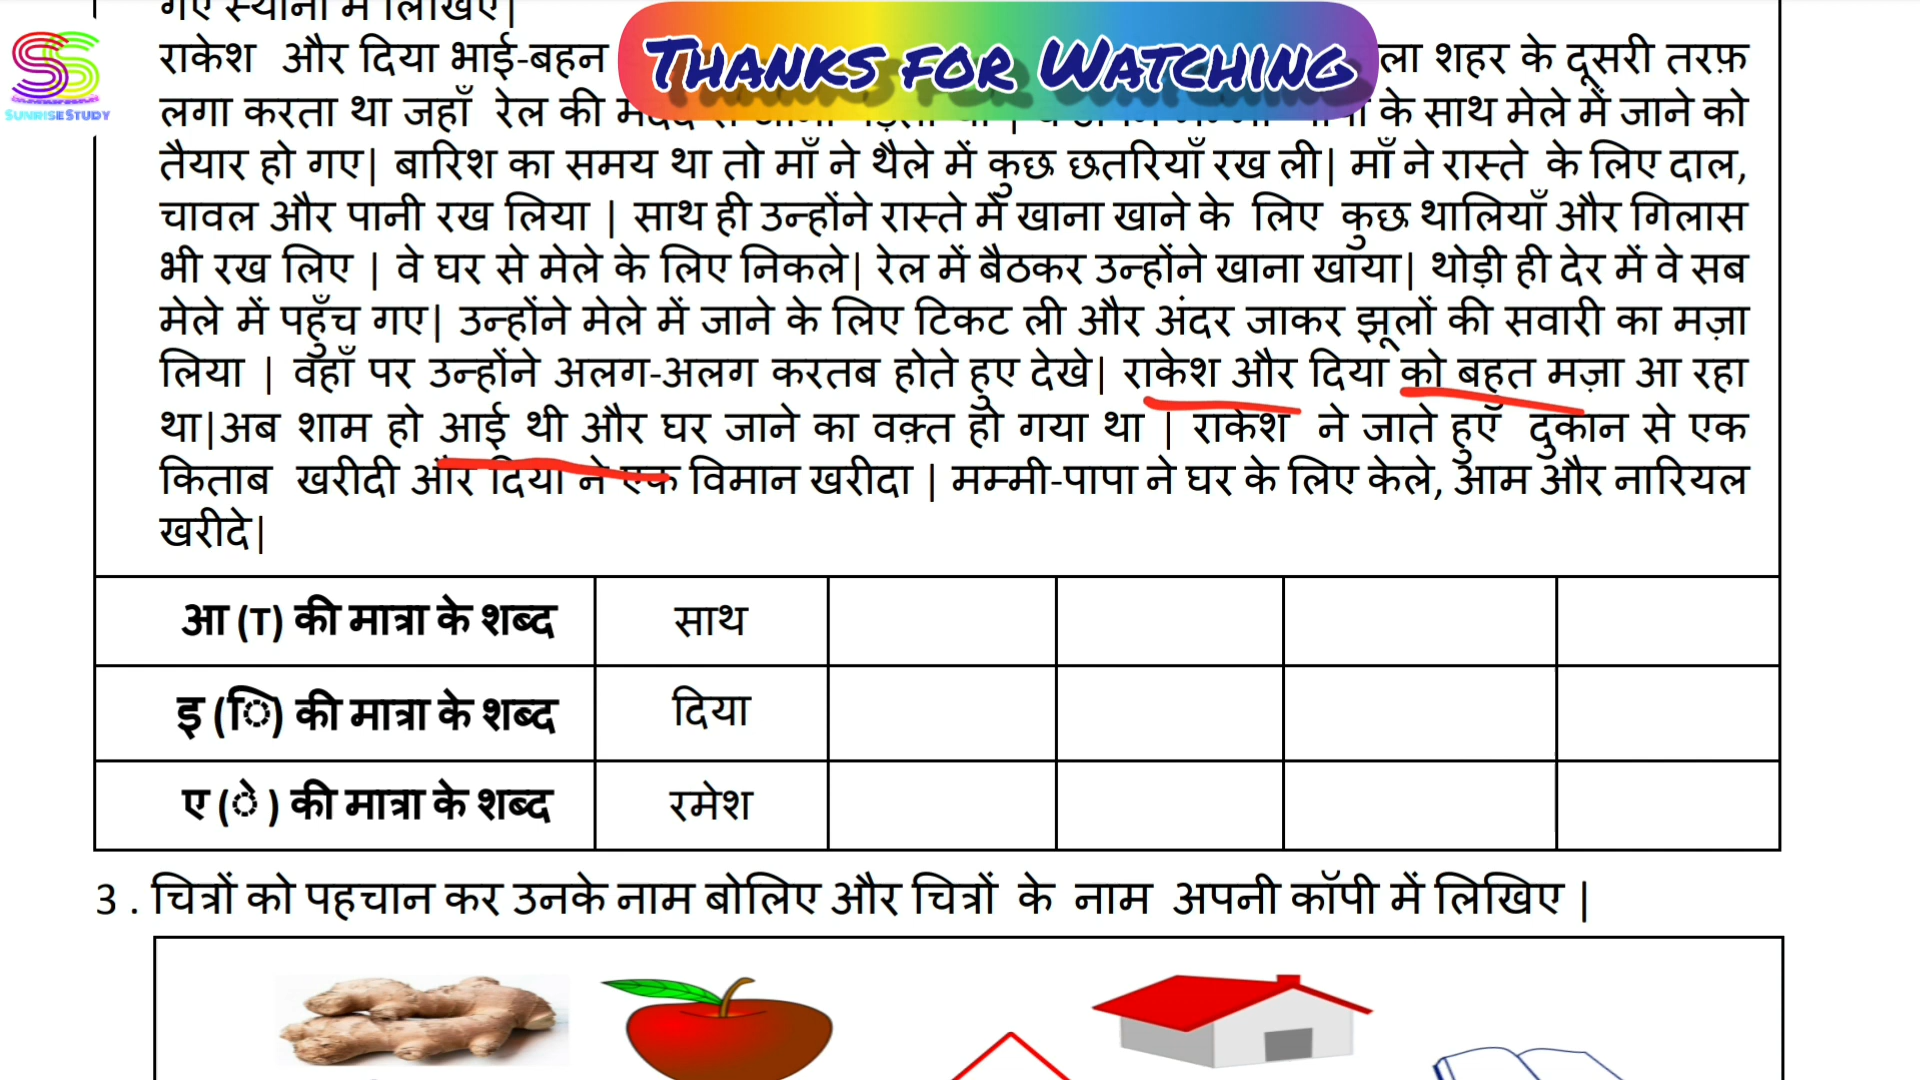 गए स्थानों में लिखिए|
राकेश और दिया भाई-बहन
THANKS FOR WATCHING
ला शहर के दूसरी तरफ़
SUNRISESTUDY
लगा करता था जहाँ रेल की के साथ मेले में जाने को
तैयार हो गए| बारिश का समय था तो माँ ने थैले में कुछ छतरियाँ रख ली| माँ ने रास्ते के लिए दाल,
चावल और पानी रख लिया | साथ ही उन्होंने रास्ते में खाना खाने के लिए कुछ थालियाँ और गिलास
भी रख लिए | वे घर से मेले के लिए निकले| रेल में बैठकर उन्होंने खाना खाया| थोड़ी ही देर में वे सब
मेले में पहुँच गए| उन्होंने मेले में जाने के लिए टिकट ली और अंदर जाकर झूलों की सवारी का मज़ा
लिया | वहाँ पर उन्होंने अलग-अलग करतब होते हुए देखे| राकेश और दिया को बहुत मज़ा आ रहा
था|अब शाम हो आई थी और घर जाने का वक़्त हो गया था | राकेश ने जाते हुए दुकान से एक
किताब खरीदी और दिया ने एक विमान खरीदा | मम्मी-पापा ने घर के लिए केले, आम और नारियल
खरीदे|
आ (T) की मात्रा के शब्द साथ
इ (ि) की मात्रा के शब्द दिया
ए (े ) की मात्रा के शब्द रमेश
3 . चित्रों को पहचान कर उनके नाम बोलिए और चित्रों के नाम अपनी कॉपी में लिखिए |